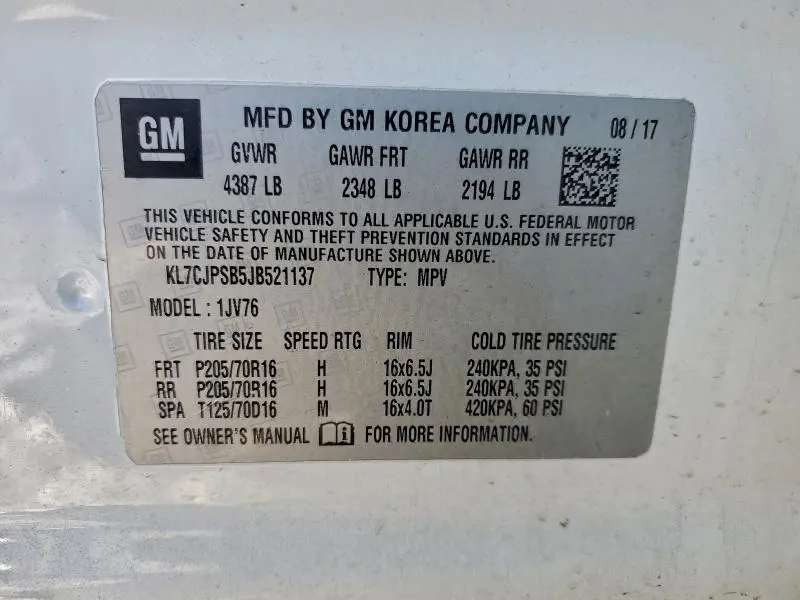 GM MFD BY GM KOREA COMPANY 08 / 17
GVWR GAWR FRT GAWR RR
4387 LB 2348 LB 2194 LB
THIS VEHICLE CONFORMS TO ALL APPLICABLE U.S. FEDERAL MOTOR
VEHICLE SAFETY AND THEFT PREVENTION STANDARDS IN EFFECT
ON THE DATE OF MANUFACTURE SHOWN ABOVE.
KL7CJPSB5JB521137 TYPE: MPV
MODEL : 1JV76
TIRE SIZE SPEED RTG RIM COLD TIRE PRESSURE
FRT P205/70R16 H 16x6.5J 240KPA, 35 PSI
RR P205/70R16 H 16x6.5J 240KPA, 35 PSI
SPA T125/70D16 M 16x4.0T 420KPA, 60 PSI
SEE OWNER'S MANUAL FOR MORE INFORMATION.